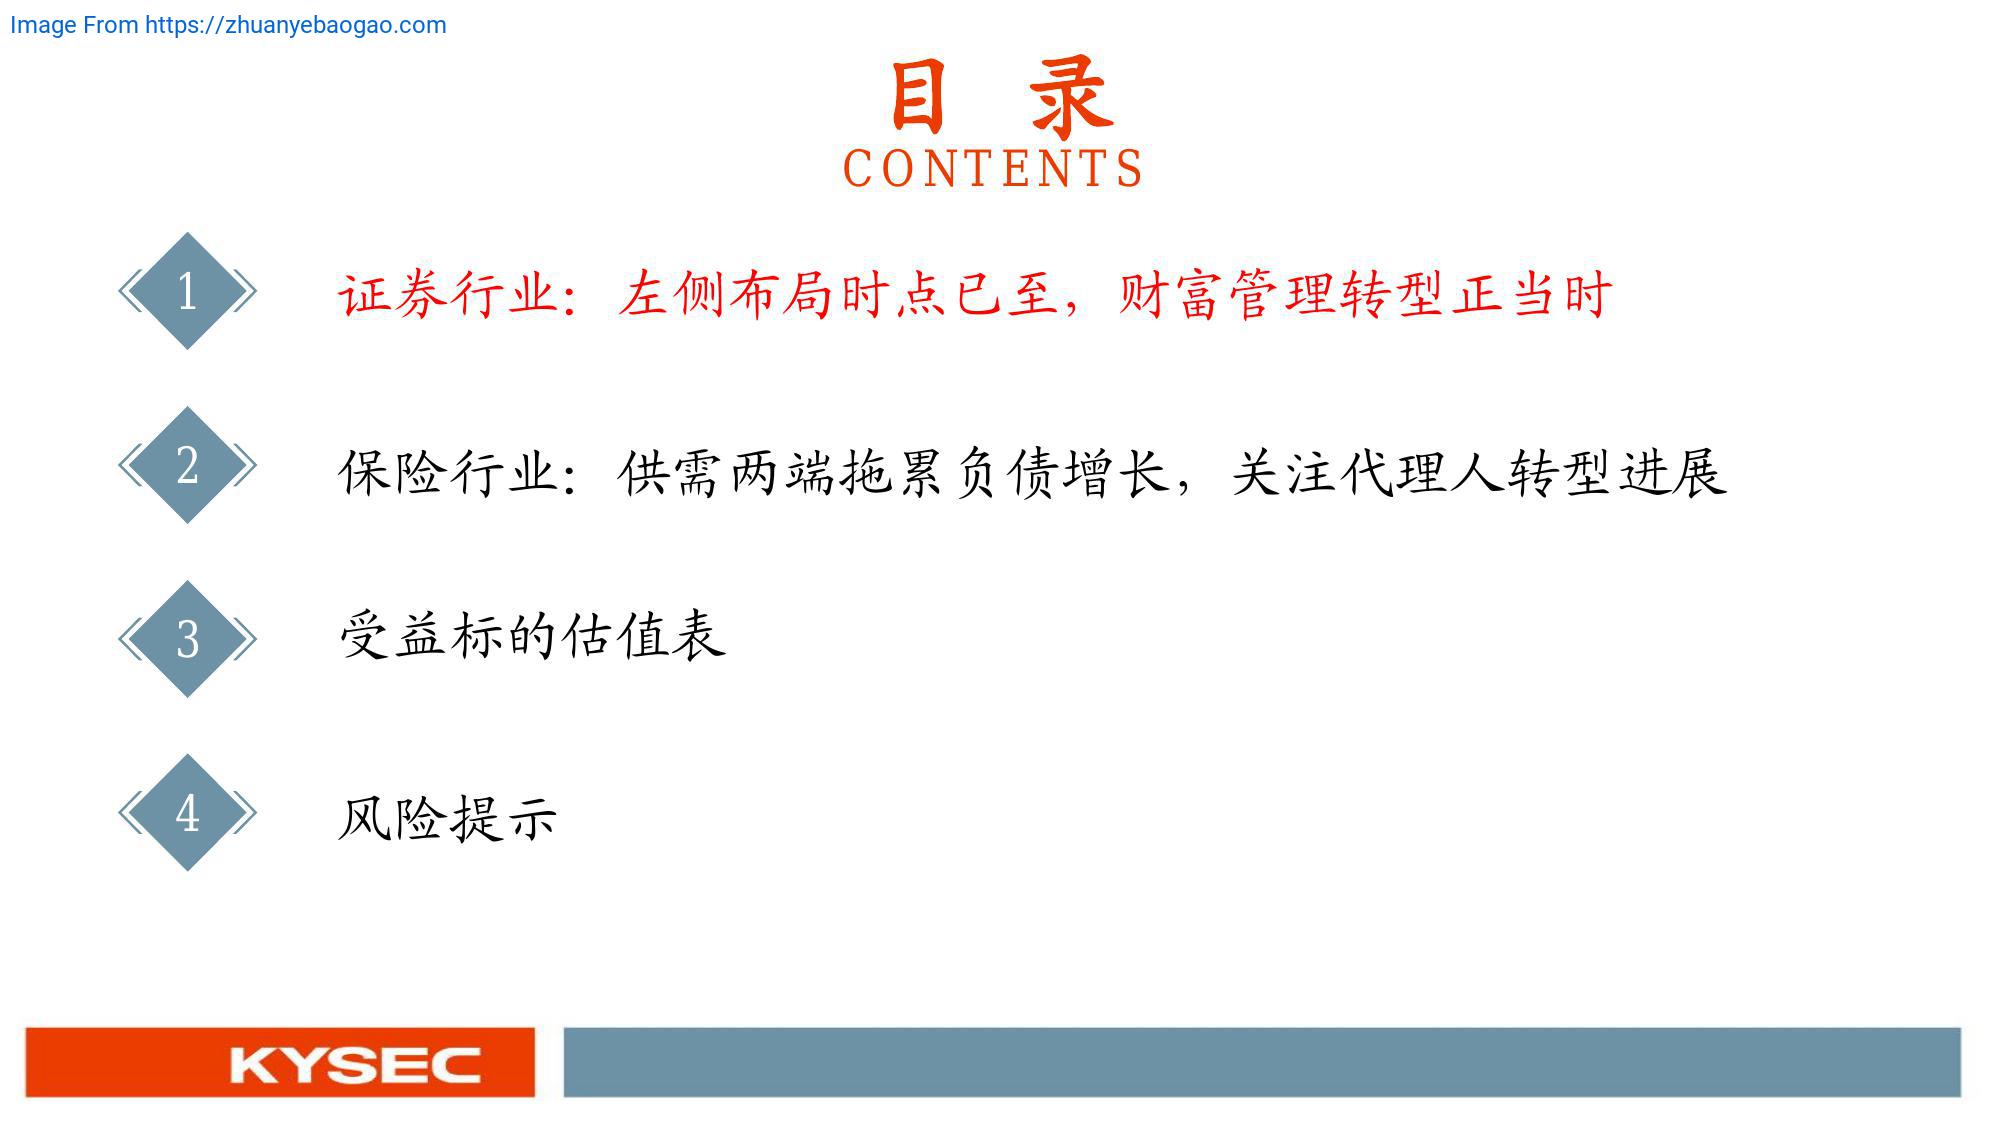 Image From https://zhuanyebaogao.com
目 录
CONTENTS
1 证券行业：左侧布局时点已至，财富管理转型正当时
2 保险行业：供需两端拖累负债增长，关注代理人转型进展
3 受益标的估值表
4 风险提示
KYSEC